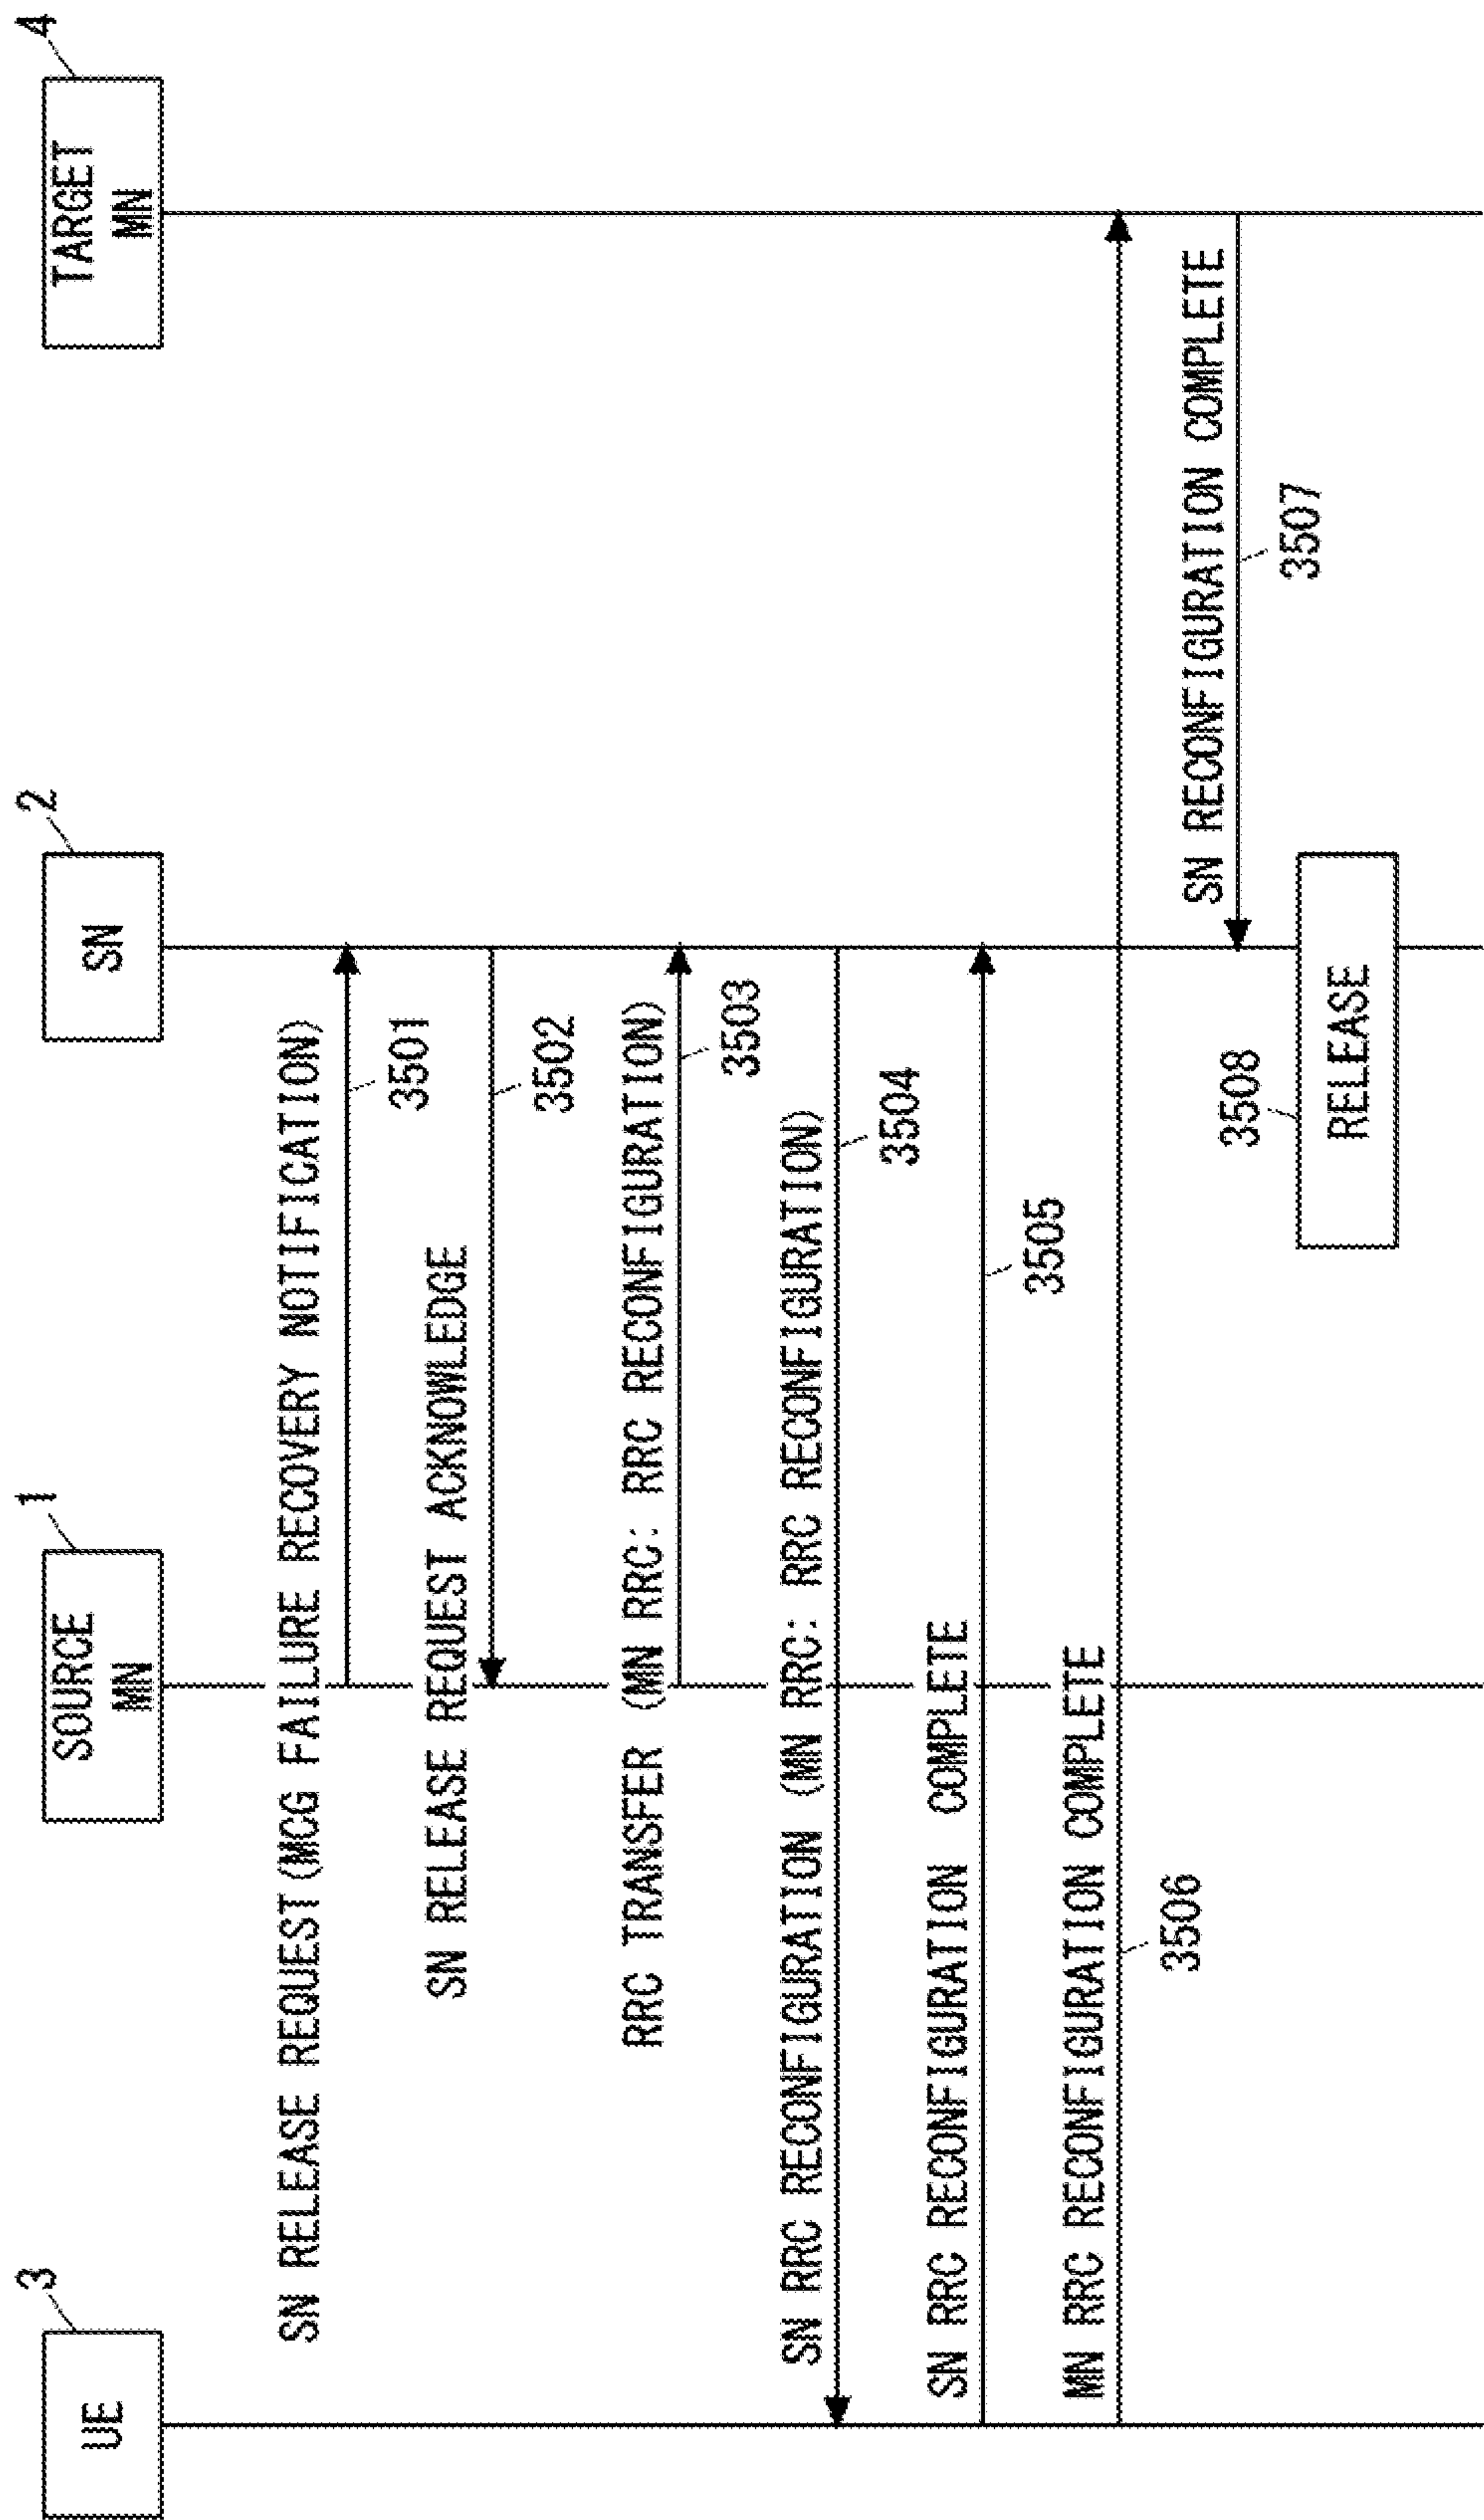 3
UE
1
SOURCE
MN
2
SN
4
TARGET
MN
SN RELEASE REQUEST(MCG FAILURE RECOVERY NOTIFICATION)
3501
SN RELEASE REQUEST ACKNOWLEDGE
3502
RRC TRANSFER (MN RRC: RRC RECONFIGURATION)
3503
SN RRC RECONFIGURATION (MN RRC: RRC RECONFIGURATION)
3504
SN RRC RECONFIGURATION COMPLETE
3505
MN RRC RECONFIGURATION COMPLETE
3506
SN RECONFIGURATION COMPLETE
3507
3508
RELEASE